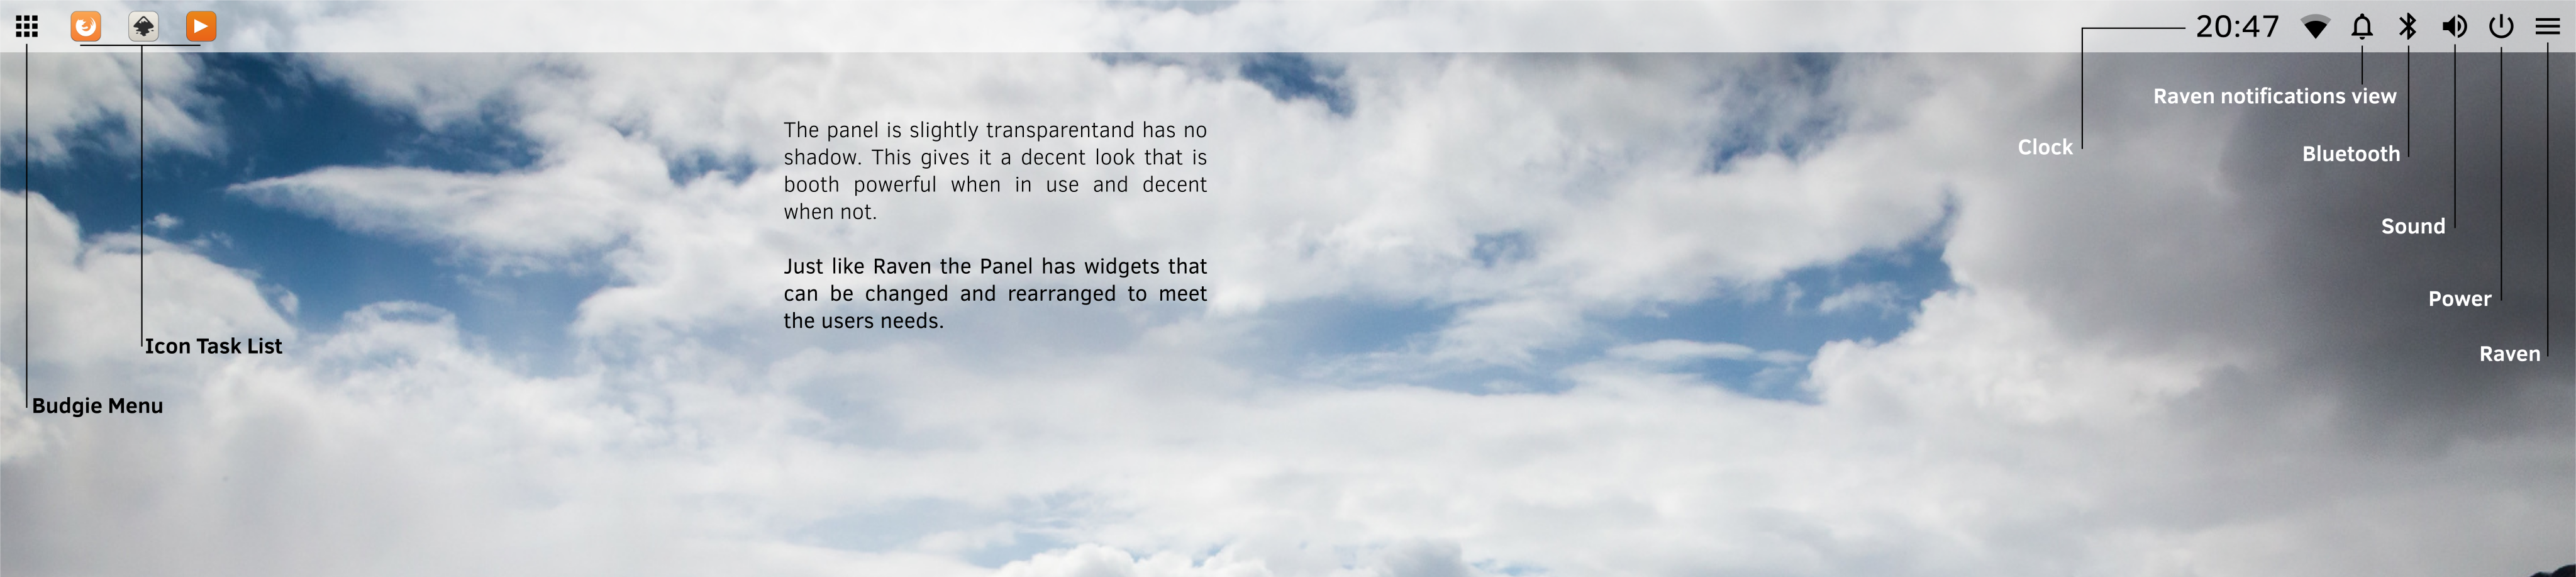 20:47
Raven notifications view
Clock
Bluetooth
Sound
Power
Raven
The panel is slightly transparentand has no
shadow. This gives it a decent look that is
booth powerful when in use and decent
when not.
Just like Raven the Panel has widgets that
can be changed and rearranged to meet
the users needs.
Icon Task List
Budgie Menu